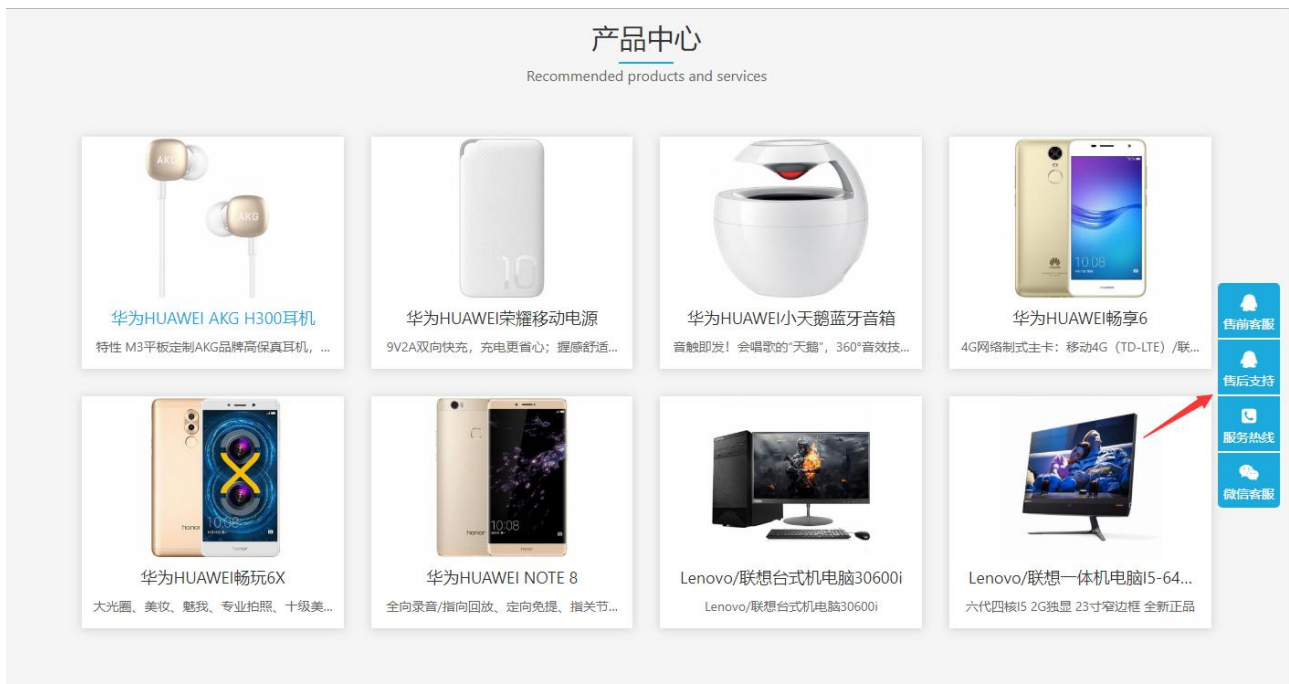 产品中心
Recommended products and services
AKG
AKG
10
10:08
华为HUAWEI AKG H300耳机
华为HUAWEI荣耀移动电源
华为HUAWEI小天鹅蓝牙音箱
华为HUAWEI畅享6
特性 M3平板定制AKG品牌高保真耳机，...
9V2A双向快充，充电更省心；握感舒适...
音触即发！会唱歌的“天鹅”，360°音效技...
4G网络制式主卡：移动4G（TD-LTE）/联...
售前客服
售后支持
服务热线
微信客服
honor
10:08
honor
honor
10:08
honor
华为HUAWEI畅玩6X
华为HUAWEI NOTE 8
Lenovo/联想台式机电脑30600i
Lenovo/联想一体机电脑I5-64...
大光圈、美妆、魅我、专业拍照、十级美...
全向录音/指向回放、定向免提、指关节...
Lenovo/联想台式机电脑30600i
六代四核I5 2G独显 23寸窄边框 全新正品